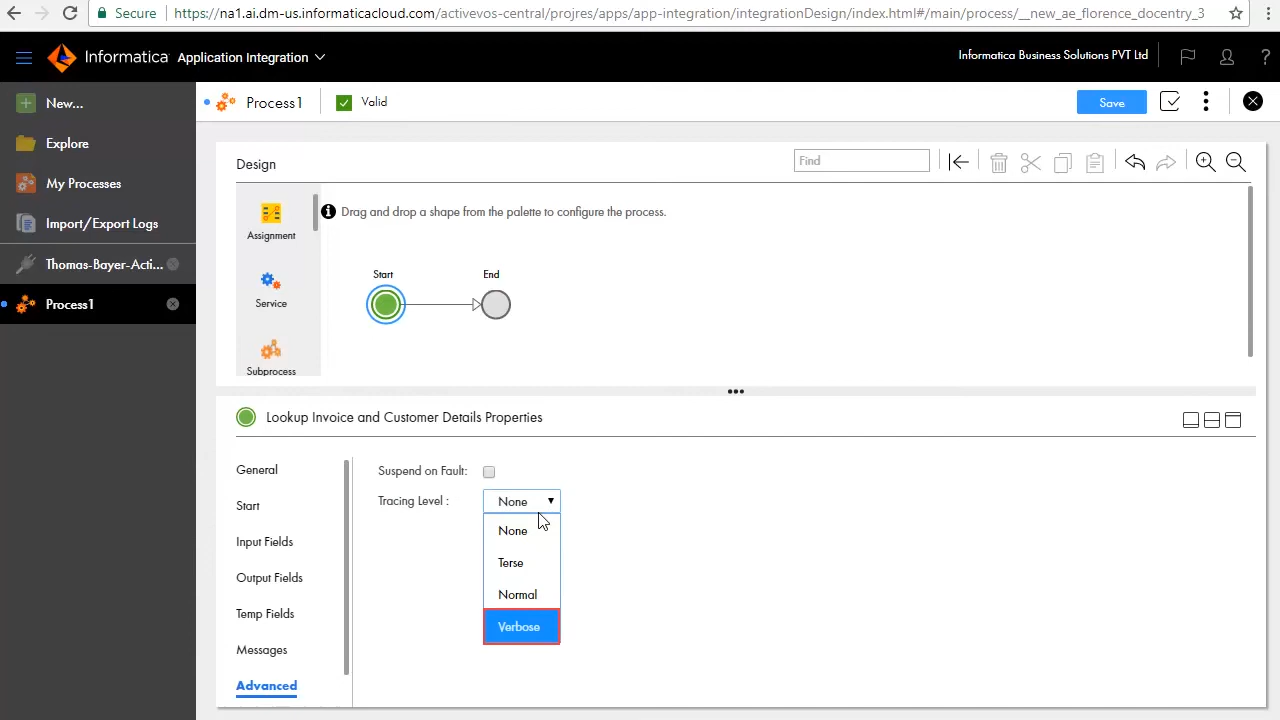 Secure https://na1.ai.dm-us.informaticacloud.com/activevos-central/projres/apps/app-integration/integrationDesign/index.html#/main/process/__new_ae_florence_docentry_3
Informatica Application Integration
Informatica Business Solutions PVT Ltd
?
New...
Explore
My Processes
Import/Export Logs
Thomas-Bayer-Acti...
Process1
Process1
Valid
Save
Design
Find
Assignment
Service
Subprocess
Drag and drop a shape from the palette to configure the process.
Start
End
Lookup Invoice and Customer Details Properties
General
Start
Input Fields
Output Fields
Temp Fields
Messages
Advanced
Suspend on Fault:
Tracing Level :
None
None
Terse
Normal
Verbose